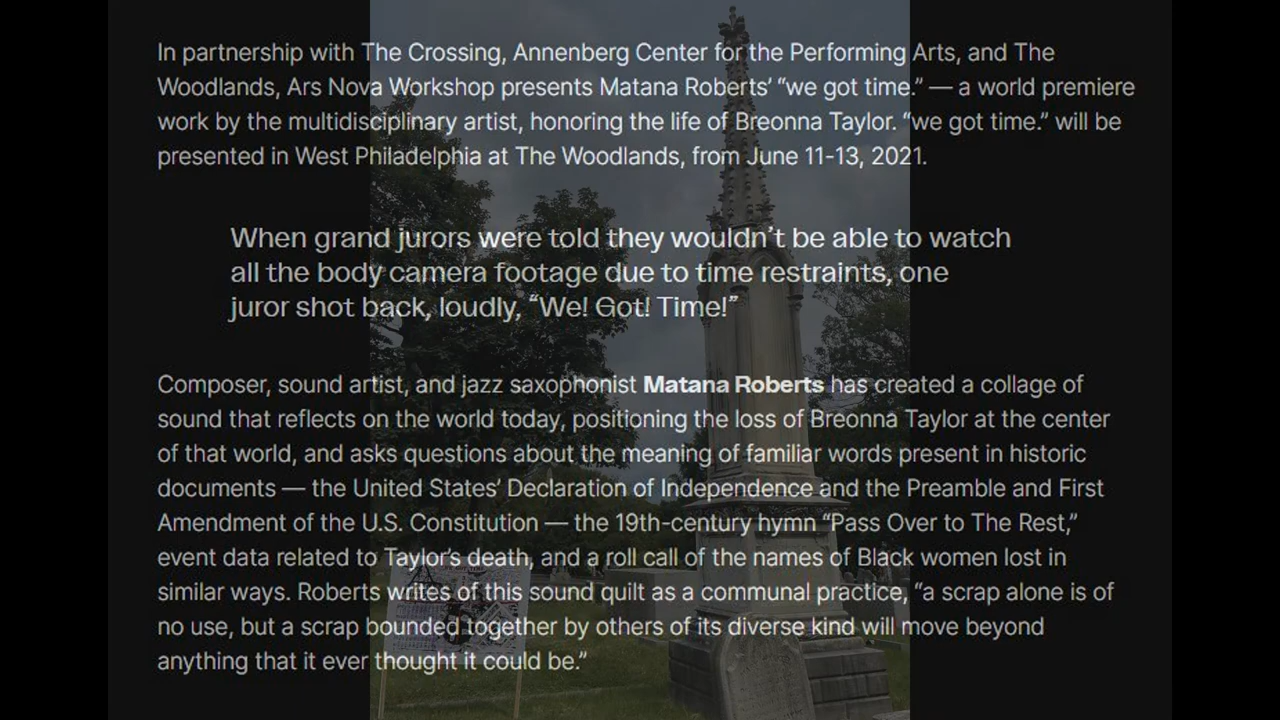 In partnership with The Crossing, Annenberg Center for the Performing Arts, and The
Woodlands, Ars Nova Workshop presents Matana Roberts’ “we got time.” — a world premiere
work by the multidisciplinary artist, honoring the life of Breonna Taylor. “we got time.” will be
presented in West Philadelphia at The Woodlands, from June 11-13, 2021.
When grand jurors were told they wouldn’t be able to watch
all the body camera footage due to time restraints, one
juror shot back, loudly, “We! Got! Time!”
Composer, sound artist, and jazz saxophonist Matana Roberts has created a collage of
sound that reflects on the world today, positioning the loss of Breonna Taylor at the center
of that world, and asks questions about the meaning of familiar words present in historic
documents — the United States’ Declaration of Independence and the Preamble and First
Amendment of the U.S. Constitution — the 19th-century hymn “Pass Over to The Rest,”
event data related to Taylor’s death, and a roll call of the names of Black women lost in
similar ways. Roberts writes of this sound quilt as a communal practice, “a scrap alone is of
no use, but a scrap bounded together by others of its diverse kind will move beyond
anything that it ever thought it could be.”